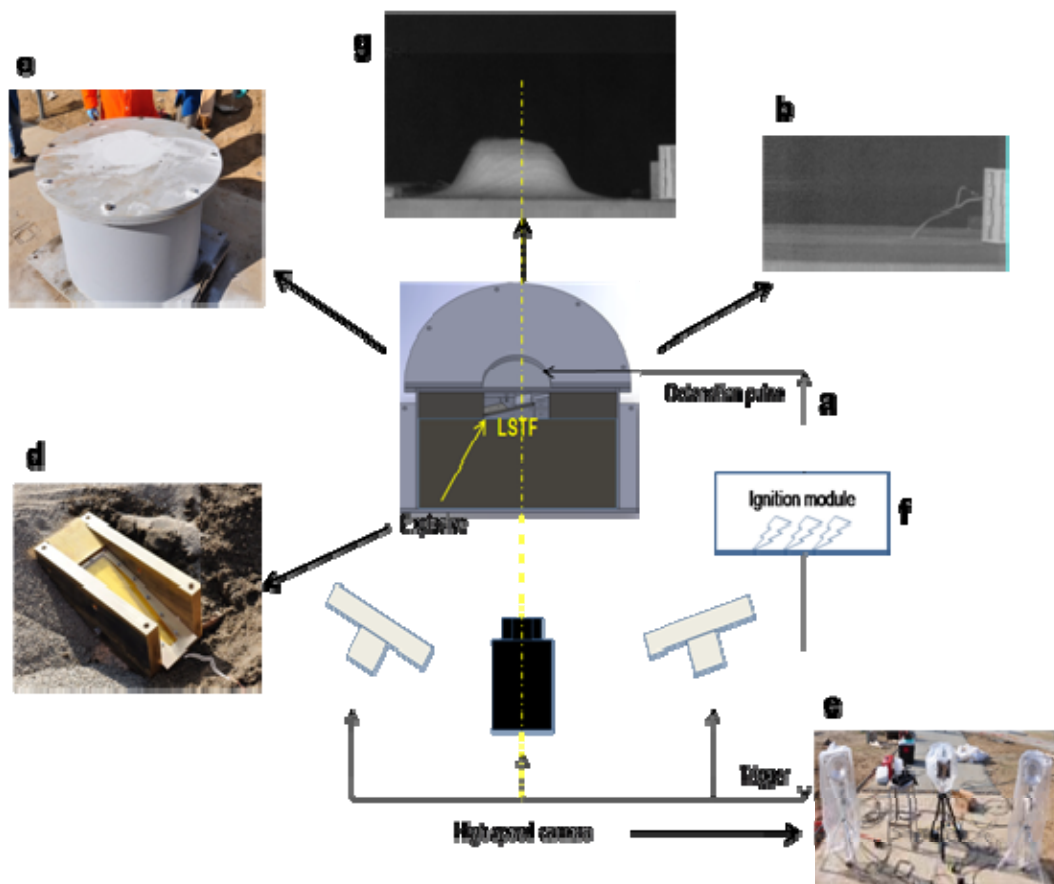 g
e
b
Detonation pulse
a
LSTF
d
Explosive
Ignition module
f
e
Trigger
High speed camera